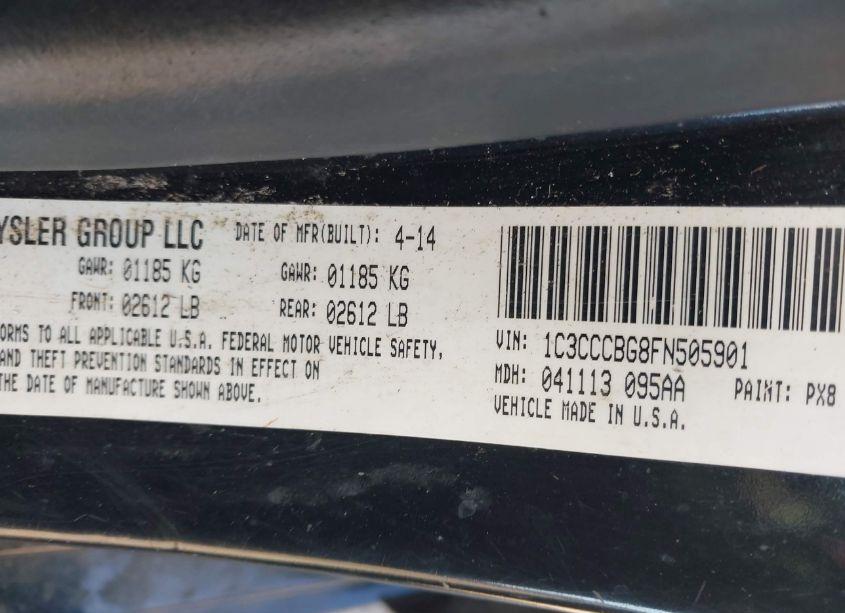 YSLER GROUP LLC DATE OF MFR(BUILT): 4-14
GAWR: 01185 KG GAWR: 01185 KG
FRONT: 02612 LB REAR: 02612 LB
ORMS TO ALL APPLICABLE U.S.A. FEDERAL MOTOR VEHICLE SAFETY,
AND THEFT PREVENTION STANDARDS IN EFFECT ON
THE DATE OF MANUFACTURE SHOWN ABOVE.
VIN: 1C3CCCBG8FN505901
MDH: 041113 095AA PAINT: PX8
VEHICLE MADE IN U.S.A.